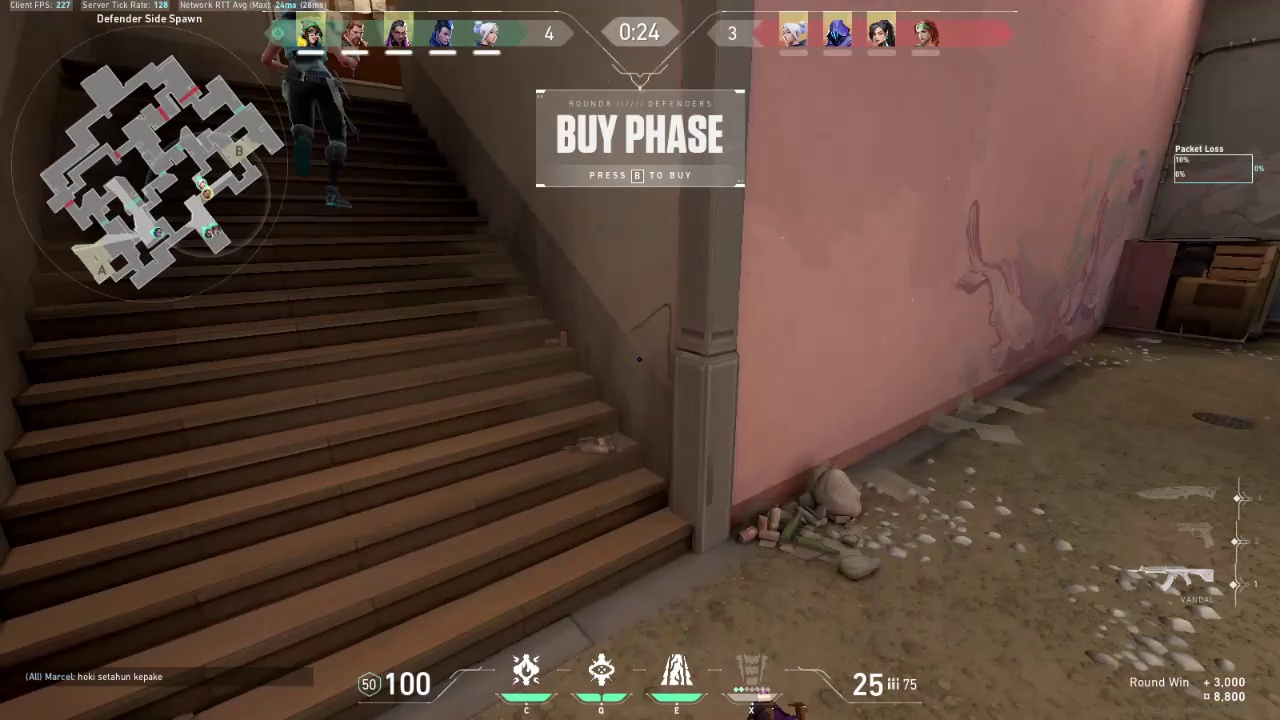 Client FPS: 227 Server Tick Rate: 128 Network RTT Avg (Max): 24ms (26ms)
Defender Side Spawn
4 0:24 3
ROUND 8 ////// DEFENDERS
BUY PHASE
PRESS B TO BUY
B
A
Packet Loss
10%
0% 0%
1
VANDAL
(All) Marcel: hoki setahun kepake
50 100
C Q E X
25 75
Round Win + 3,000
¤ 8,800